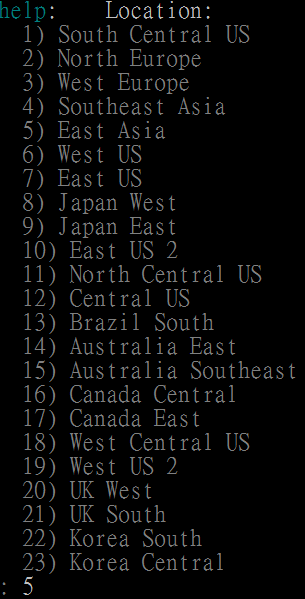 help:    Location:
  1) South Central US
  2) North Europe
  3) West Europe
  4) Southeast Asia
  5) East Asia
  6) West US
  7) East US
  8) Japan West
  9) Japan East
  10) East US 2
  11) North Central US
  12) Central US
  13) Brazil South
  14) Australia East
  15) Australia Southeast
  16) Canada Central
  17) Canada East
  18) West Central US
  19) West US 2
  20) UK West
  21) UK South
  22) Korea South
  23) Korea Central
: 5